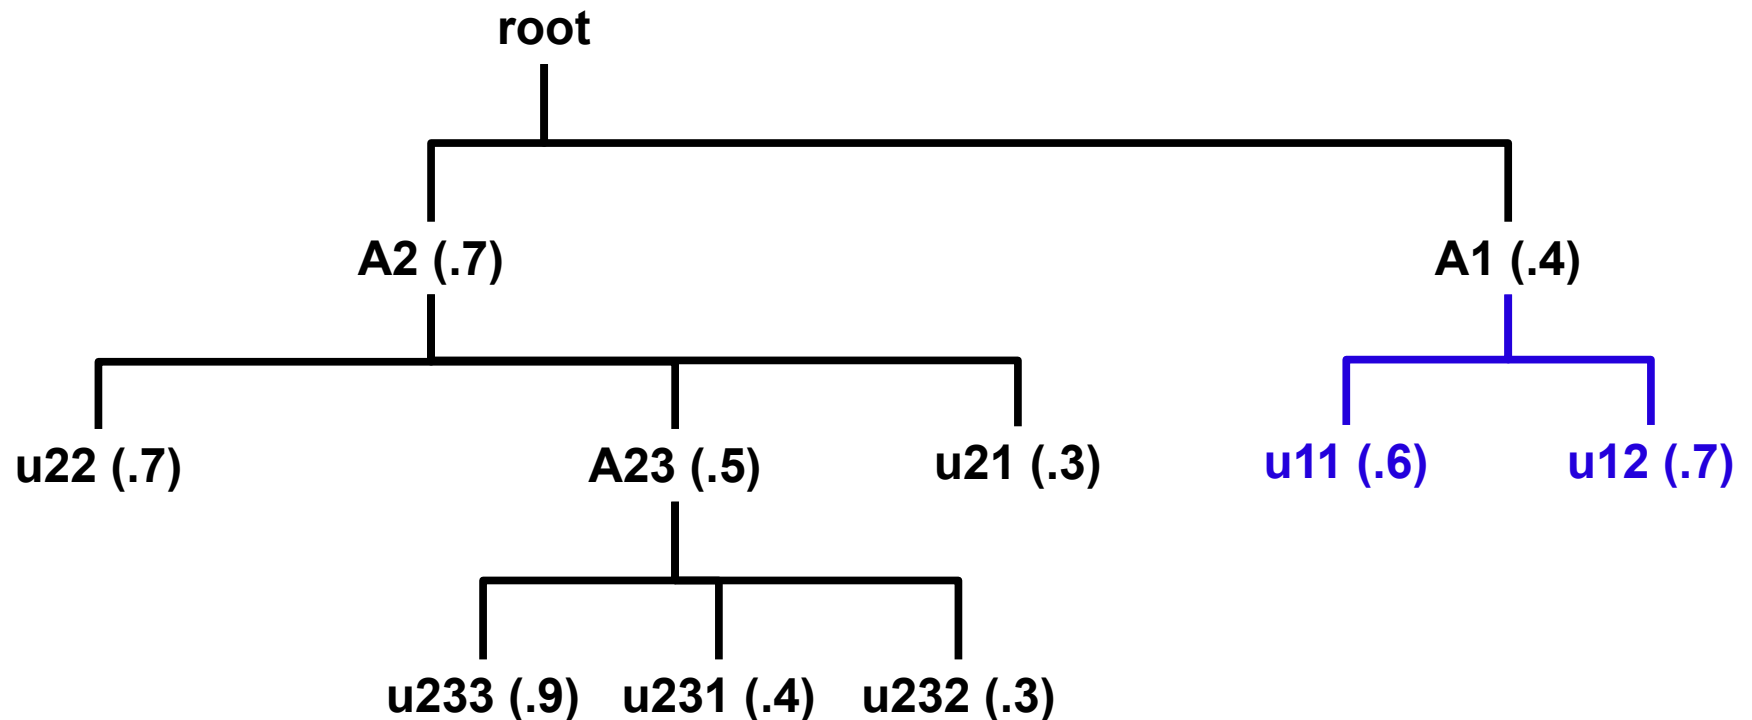 root
A2 (.7)
A1 (.4)
u22 (.7)
A23 (.5)
u21 (.3)
u11 (.6)
u12 (.7)
u233 (.9)
u231 (.4)
u232 (.3)